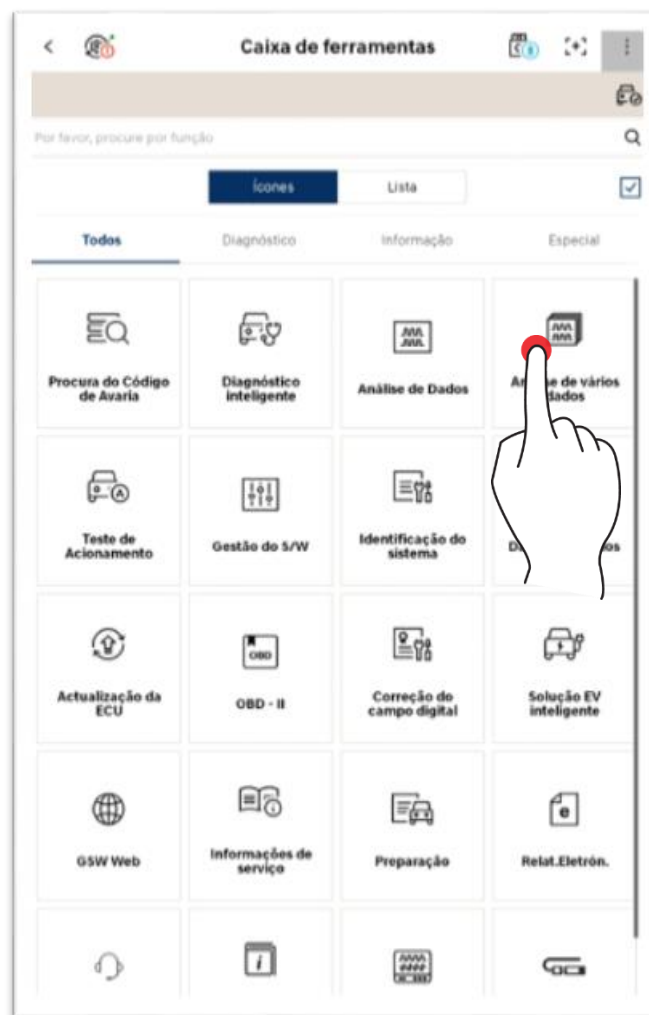 Caixa de ferramentas
Por favor, procure por função
Ícones
Lista
Todos
Diagnóstico
Informação
Especial
Procura do Código
de Avaria
Diagnóstico
inteligente
Análise de Dados
de vários
dados
Teste de
Acionamento
Gestão do S/W
Identificação do
sistema
Actualização da
ECU
OBD
OBD - II
Correção do
campo digital
Solução EV
inteligente
GSW Web
Informações de
serviço
Preparação
e
Relat.Eletrón.
i